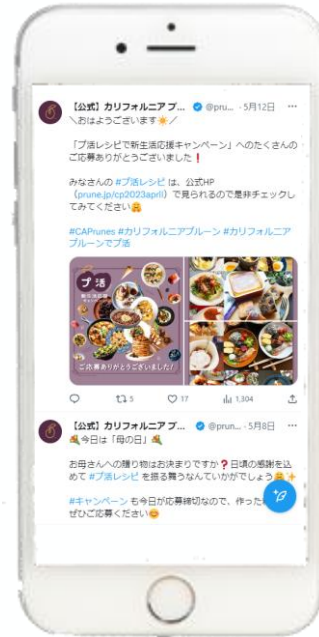 【公式】カリフォルニア プ... @pru... ・5月12日 ...
＼おはようございます☀／
「プ活レシピで新生活応援キャンペーン」へのたくさんの
ご応募ありがとうございました❗
みなさんの #プ活レシピ は、公式HP
（prune.jp/cp2023april）で見られるので是非チェックし
てみてください🤗
#CAPrunes #カリフォルニアプルーン #カリフォルニア
プルーンでプ活
プ活
新生活応援
キャンペーン
ご応募ありがとうございました！
5 17 1,304
【公式】カリフォルニア プ... @prun... ・5月8日 ...
今日は「母の日」
お母さんへの贈り物はお決まりですか❓日頃の感謝を込
めて #プ活レシピ を振る舞うなんていかがでしょう
#キャンペーン も今日が応募締切なので、作った
ぜひご応募ください😊